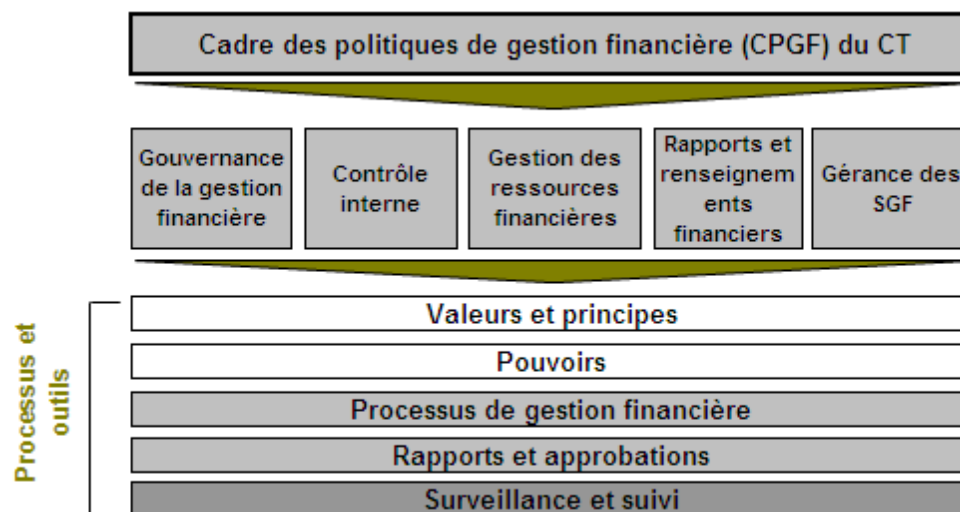 Cadre des politiques de gestion financière (CPGF) du CT
Gouvernance
de la gestion
financière
Contrôle
interne
Gestion des
ressources
financières
Rapports et
renseignem
ents
financiers
Gérance des
SGF
Processus et
outils
Valeurs et principes
Pouvoirs
Processus de gestion financière
Rapports et approbations
Surveillance et suivi